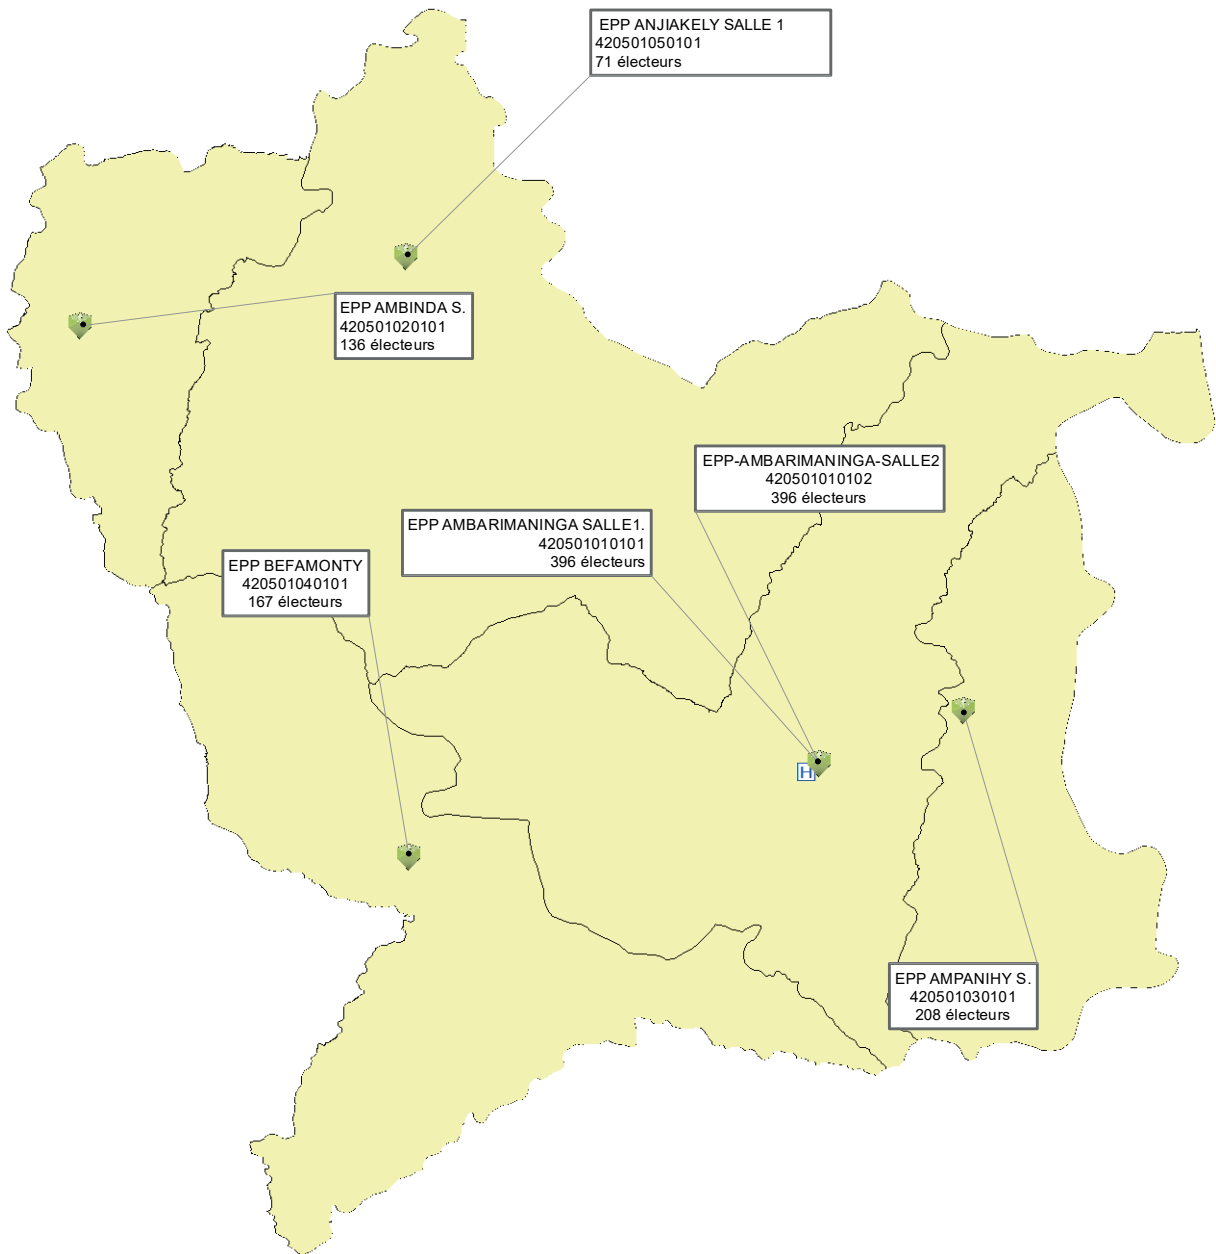 EPP ANJIAKELY SALLE 1
420501050101
71 électeurs
EPP AMBINDA S.
420501020101
136 électeurs
EPP-AMBARIMANINGA-SALLE2
420501010102
396 électeurs
EPP AMBARIMANINGA SALLE1.
420501010101
396 électeurs
EPP BEFAMONTY
420501040101
167 électeurs
H
EPP AMPANIHY S.
420501030101
208 électeurs